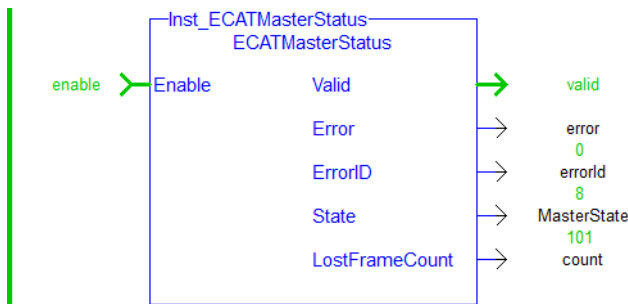 Inst_ECATMasterStatus
ECATMasterStatus
enable Enable Valid valid
Error error
0
ErrorID errorId
8
State MasterState
101
LostFrameCount count